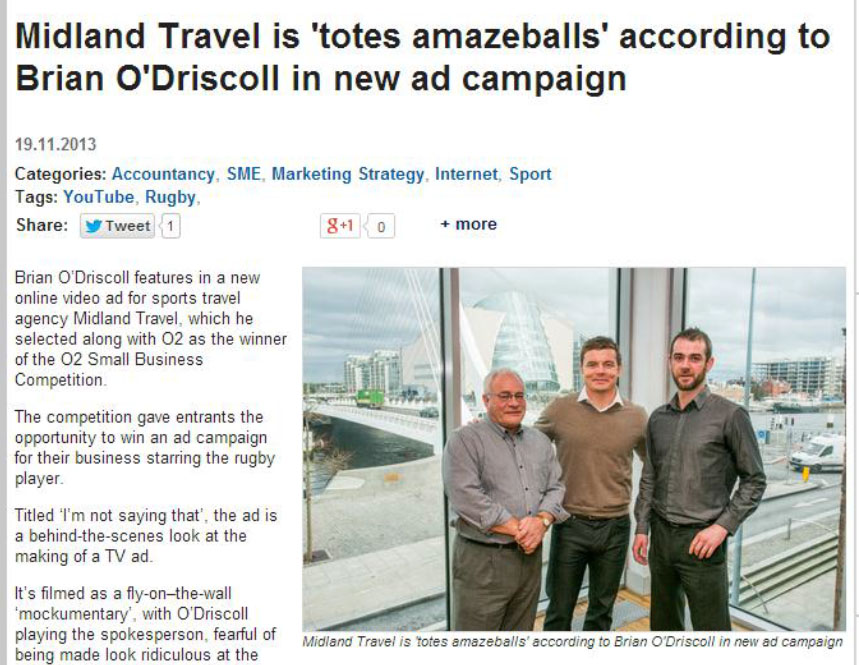 Midland Travel is 'totes amazeballs' according to
Brian O'Driscoll in new ad campaign
19.11.2013
Categories: Accountancy, SME, Marketing Strategy, Internet, Sport
Tags: YouTube, Rugby,
Share: Tweet 1 g+1 0 + more
Brian O’Driscoll features in a new
online video ad for sports travel
agency Midland Travel, which he
selected along with O2 as the winner
of the O2 Small Business
Competition.
The competition gave entrants the
opportunity to win an ad campaign
for their business starring the rugby
player.
Titled ‘I’m not saying that’, the ad is
a behind-the-scenes look at the
making of a TV ad.
It’s filmed as a fly-on–the-wall
‘mockumentary’, with O’Driscoll
playing the spokesperson, fearful of
being made look ridiculous at the
Midland Travel is 'totes amazeballs' according to Brian O'Driscoll in new ad campaign